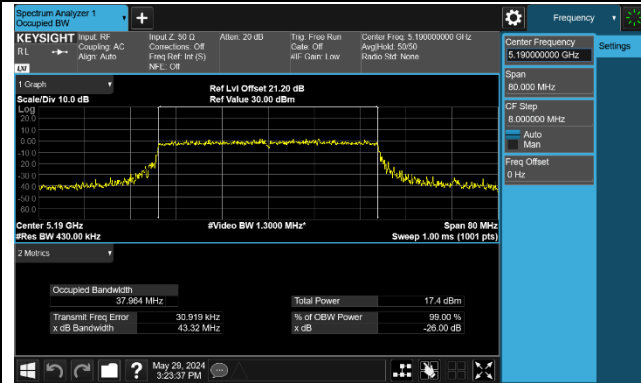 Spectrum Analyzer 1
Occupied BW
Frequency
KEYSIGHT
RL
Input: RF
Coupling: AC
Align: Auto
Input Z: 50 Ω
Corrections: Off
Freq Ref: Int (S)
NFE: Off
Atten: 20 dB
Trig: Free Run
Gate: Off
#IF Gain: Low
Center Freq: 5.190000000 GHz
Avg|Hold: 50/50
Radio Std: None
LXI
Center Frequency
5.190000000 GHz
Span
80.000 MHz
CF Step
8.000000 MHz
Auto
Man
Freq Offset
0 Hz
Settings
1 Graph
Scale/Div 10.0 dB
Ref Lvl Offset 21.20 dB
Ref Value 30.00 dBm
Log
20.0
10.0
0.00
-10.0
-20.0
-30.0
-40.0
-50.0
-60.0
Center 5.19 GHz
#Res BW 430.00 kHz
#Video BW 1.3000 MHz*
Span 80 MHz
Sweep 1.00 ms (1001 pts)
2 Metrics
Occupied Bandwidth
37.964 MHz
Total Power 17.4 dBm
Transmit Freq Error 30.919 kHz
% of OBW Power 99.00 %
x dB Bandwidth 43.32 MHz
x dB -26.00 dB
May 29, 2024
3:23:37 PM